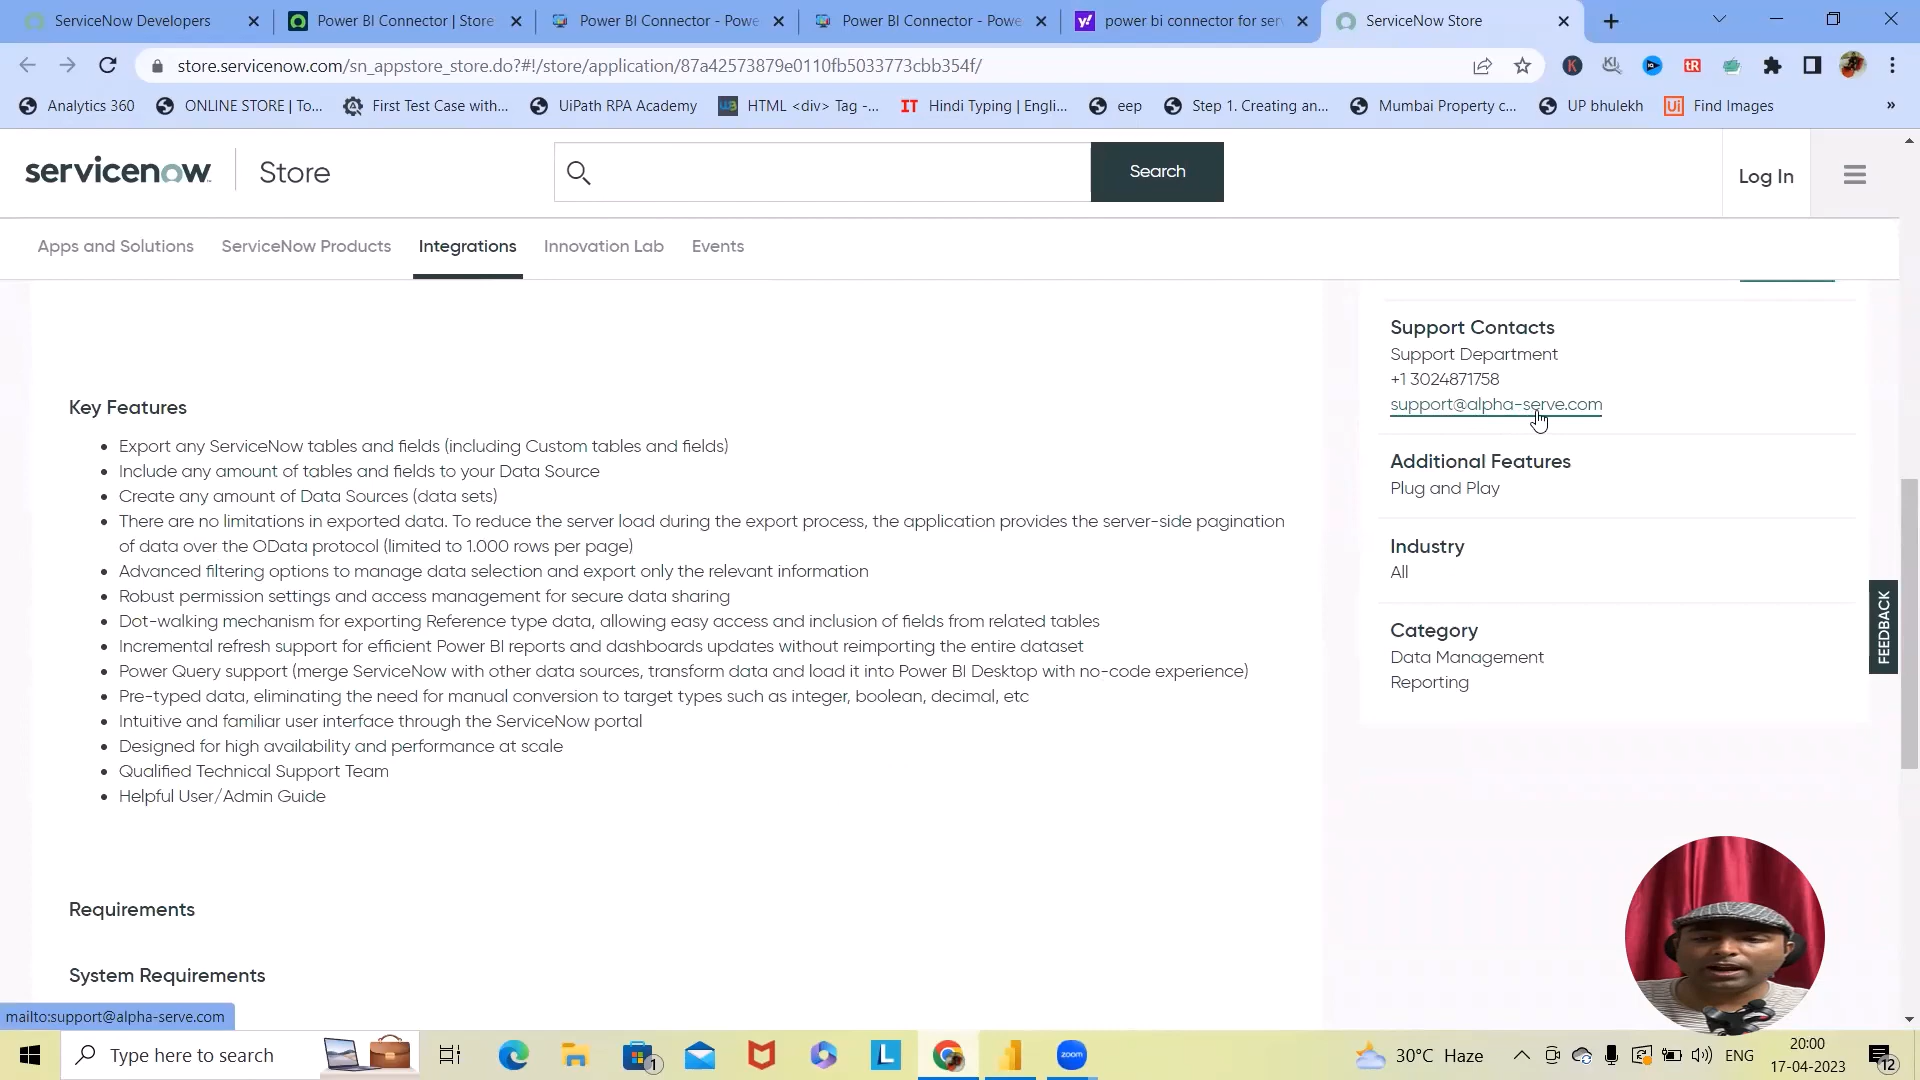 ServiceNow Developers
Power BI Connector | Store
Power BI Connector - Powe
Power BI Connector - Powe
power bi connector for serv
ServiceNow Store
store.servicenow.com/sn_appstore_store.do?#!/store/application/87a42573879e0110fb5033773cbb354f/
Analytics 360
ONLINE STORE | To...
First Test Case with...
UiPath RPA Academy
HTML <div> Tag -...
IT Hindi Typing | Engli...
eep
Step 1. Creating an...
Mumbai Property c...
UP bhulekh
Find Images
servicenow
Store
Search
Log In
Apps and Solutions
ServiceNow Products
Integrations
Innovation Lab
Events
Key Features
Export any ServiceNow tables and fields (including Custom tables and fields)
Include any amount of tables and fields to your Data Source
Create any amount of Data Sources (data sets)
There are no limitations in exported data. To reduce the server load during the export process, the application provides the server-side pagination
of data over the OData protocol (limited to 1.000 rows per page)
Advanced filtering options to manage data selection and export only the relevant information
Robust permission settings and access management for secure data sharing
Dot-walking mechanism for exporting Reference type data, allowing easy access and inclusion of fields from related tables
Incremental refresh support for efficient Power BI reports and dashboards updates without reimporting the entire dataset
Power Query support (merge ServiceNow with other data sources, transform data and load it into Power BI Desktop with no-code experience)
Pre-typed data, eliminating the need for manual conversion to target types such as integer, boolean, decimal, etc
Intuitive and familiar user interface through the ServiceNow portal
Designed for high availability and performance at scale
Qualified Technical Support Team
Helpful User/Admin Guide
Requirements
System Requirements
Support Contacts
Support Department
+1 3024871758
support@alpha-serve.com
Additional Features
Plug and Play
Industry
All
Category
Data Management
Reporting
FEEDBACK
mailto:support@alpha-serve.com
Type here to search
1
L
zoom
30°C Haze
ENG
20:00
17-04-2023
12